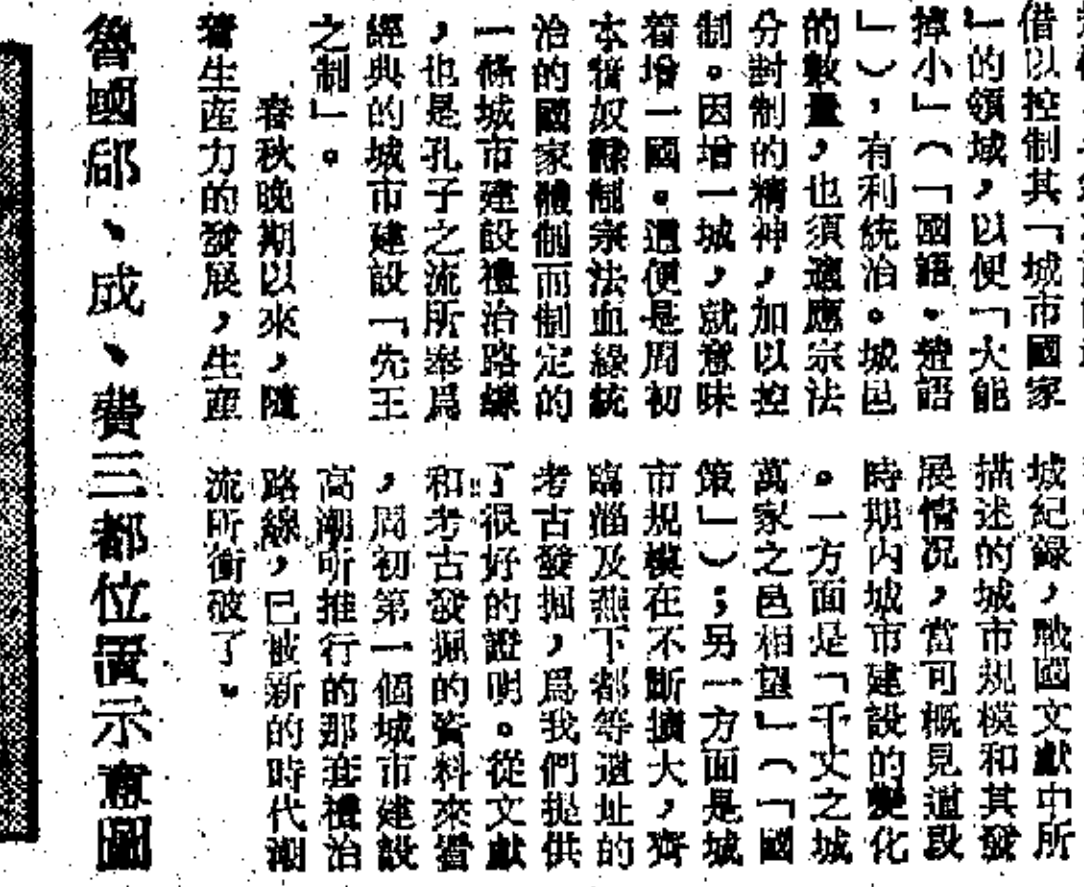 借以控制其「城市國家
」的領域，以便「大能
掉小」（「國語．楚語
」），有利統治。城邑
的數量，也須適應宗法
分封制的精神，加以控
制。因增一城，就意味
着增一國。這便是周初
本着奴隸制宗法血緣統
治的國家體制而制定的
一條城市建設禮治路線
，也是孔子之流所奉爲
經典的城市建設「先王
之制」。
春秋晚期以來，隨
着生産力的發展，生産
城紀錄，戰國文獻中所
描述的城市規模和其發
展情况，當可概見這段
時期內城市建設的變化
。一方面是「千丈之城
萬家之邑相望」（「國
策」）；另一方面是城
市規模在不斷擴大，齊
臨淄及燕下都等遺址的
考古發掘，爲我們提供
了很好的證明。從文獻
和考古發掘的資料來看
，周初第一個城市建設
高潮所推行的那套禮治
路線，已被新的時代潮
流所衝破了。
魯國郈、成、費三都位置示意圖